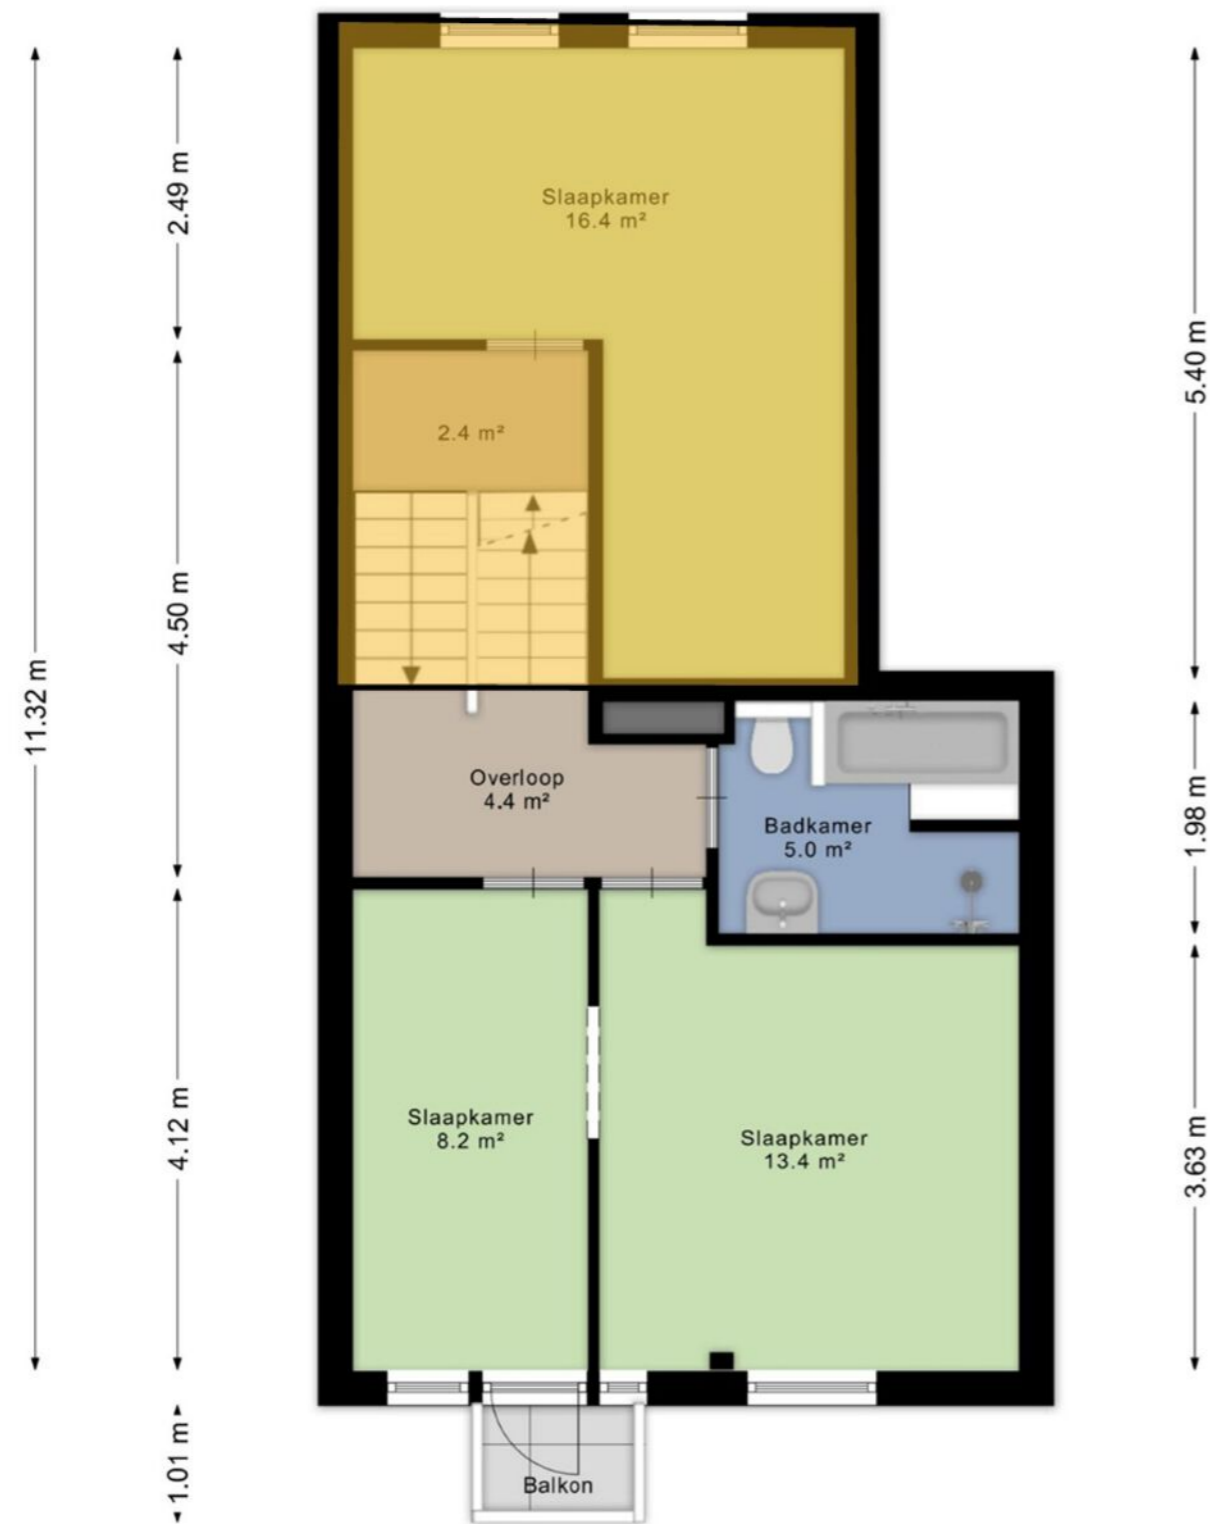 2.49 m
4.50 m
11.32 m
4.12 m
1.01 m
Slaapkamer
16.4 m²
2.4 m²
Overloop
4.4 m²
Badkamer
5.0 m²
Slaapkamer
8.2 m²
Slaapkamer
13.4 m²
Balkon
5.40 m
1.98 m
3.63 m